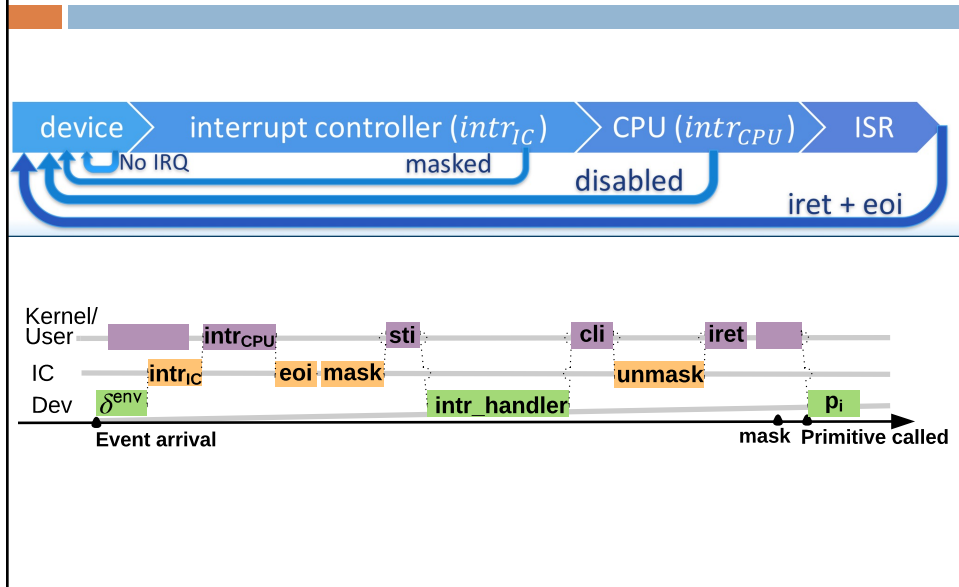 device
interrupt controller (intr_IC)
CPU (intr_CPU)
ISR
No IRQ
masked
disabled
iret + eoi
Kernel/
User
intr_CPU
sti
cli
iret
IC
intr_IC
eoi
mask
unmask
Dev
δ^env
intr_handler
p_i
Event arrival
mask
Primitive called